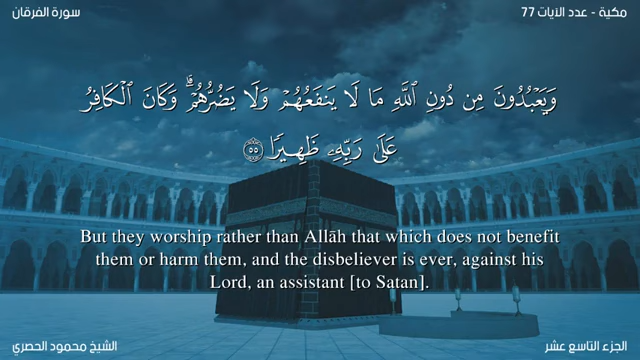 مكية - عدد الآيات 77
سورة الفرقان
وَيَعْبُدُونَ مِن دُونِ ٱللَّهِ مَا لَا يَنفَعُهُمْ وَلَا يَضُرُّهُمْ ۗ وَكَانَ ٱلْكَافِرُ
عَلَىٰ رَبِّهِۦ ظَهِيرًا ٥٥
But they worship rather than Allāh that which does not benefit
them or harm them, and the disbeliever is ever, against his
Lord, an assistant [to Satan].
الجزء التاسع عشر
الشيخ محمود الحصري